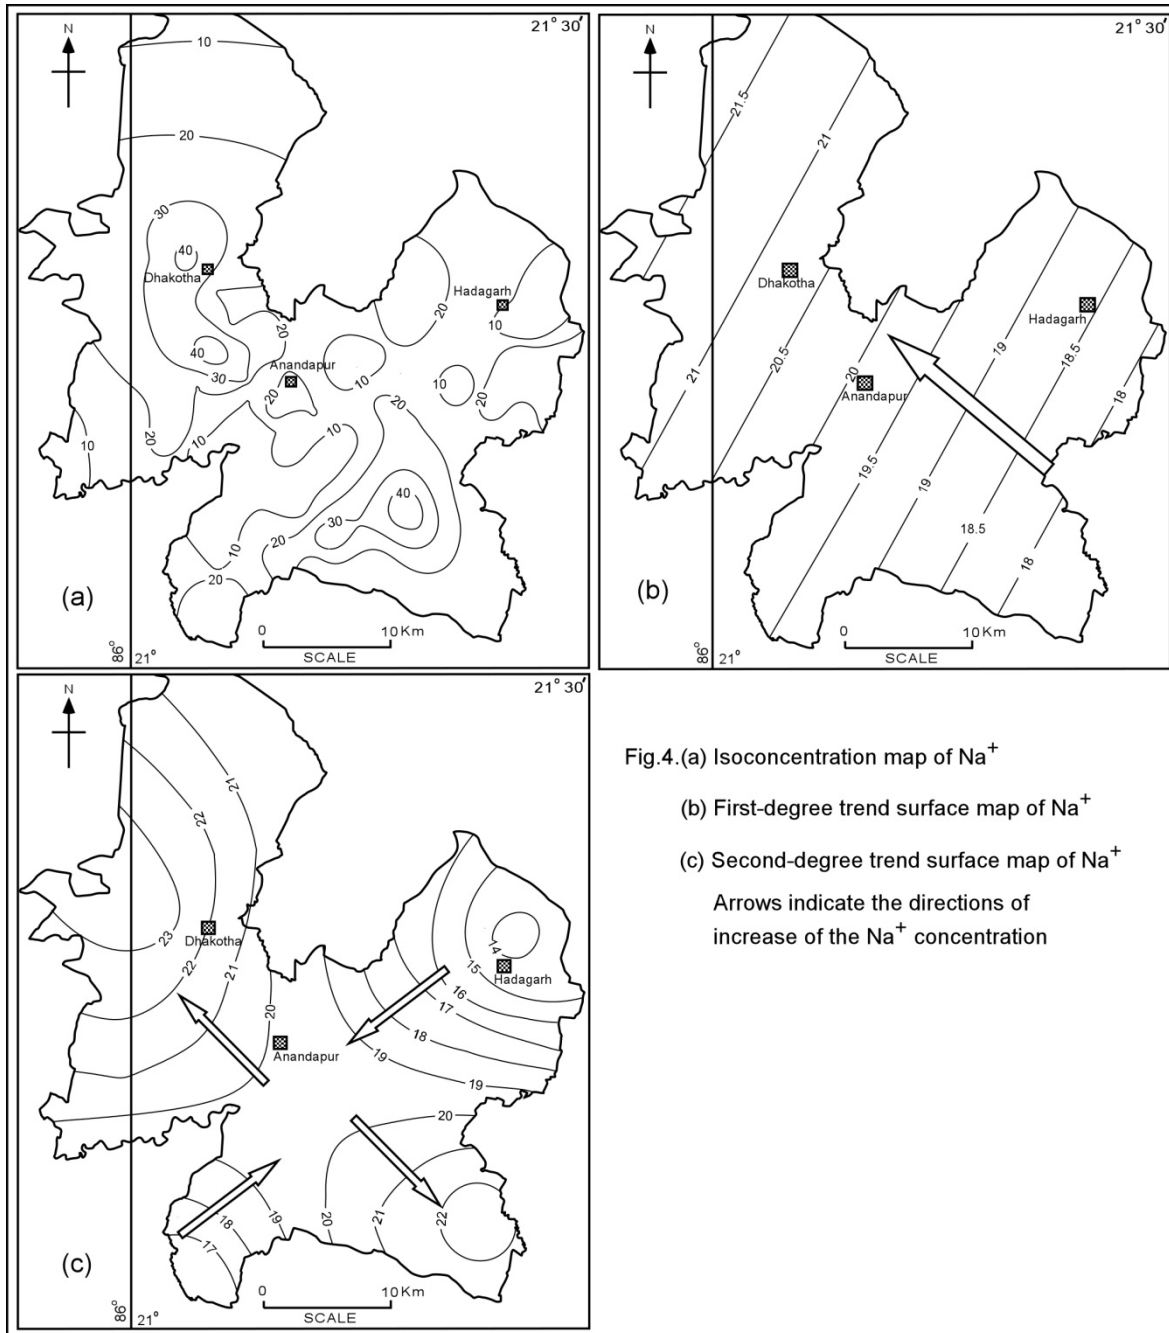 N
21° 30′
10
20
30
40
Dhakotha
20
Hadagarh
20
10
40
30
Anandapur
20
10
10
20
20
20
10
10
10
40
30
20
10
20
(a)
0 10 Km
SCALE
86°
21°
N
21° 30′
21.5
21
Dhakotha
Hadagarh
19
18.5
20.5
21
20
Anandapur
18
19.5
19
18.5
18
(b)
0 10 Km
SCALE
86°
21°
N
21° 30′
21
22
23
Dhakotha
22
21
14
Hadagarh
15
16
17
18
19
19
20
Anandapur
20
18
19
17
20
21
22
(c)
0 10 Km
SCALE
86°
21°
Fig.4.(a) Isoconcentration map of Na⁺
(b) First-degree trend surface map of Na⁺
(c) Second-degree trend surface map of Na⁺
Arrows indicate the directions of
increase of the Na⁺ concentration